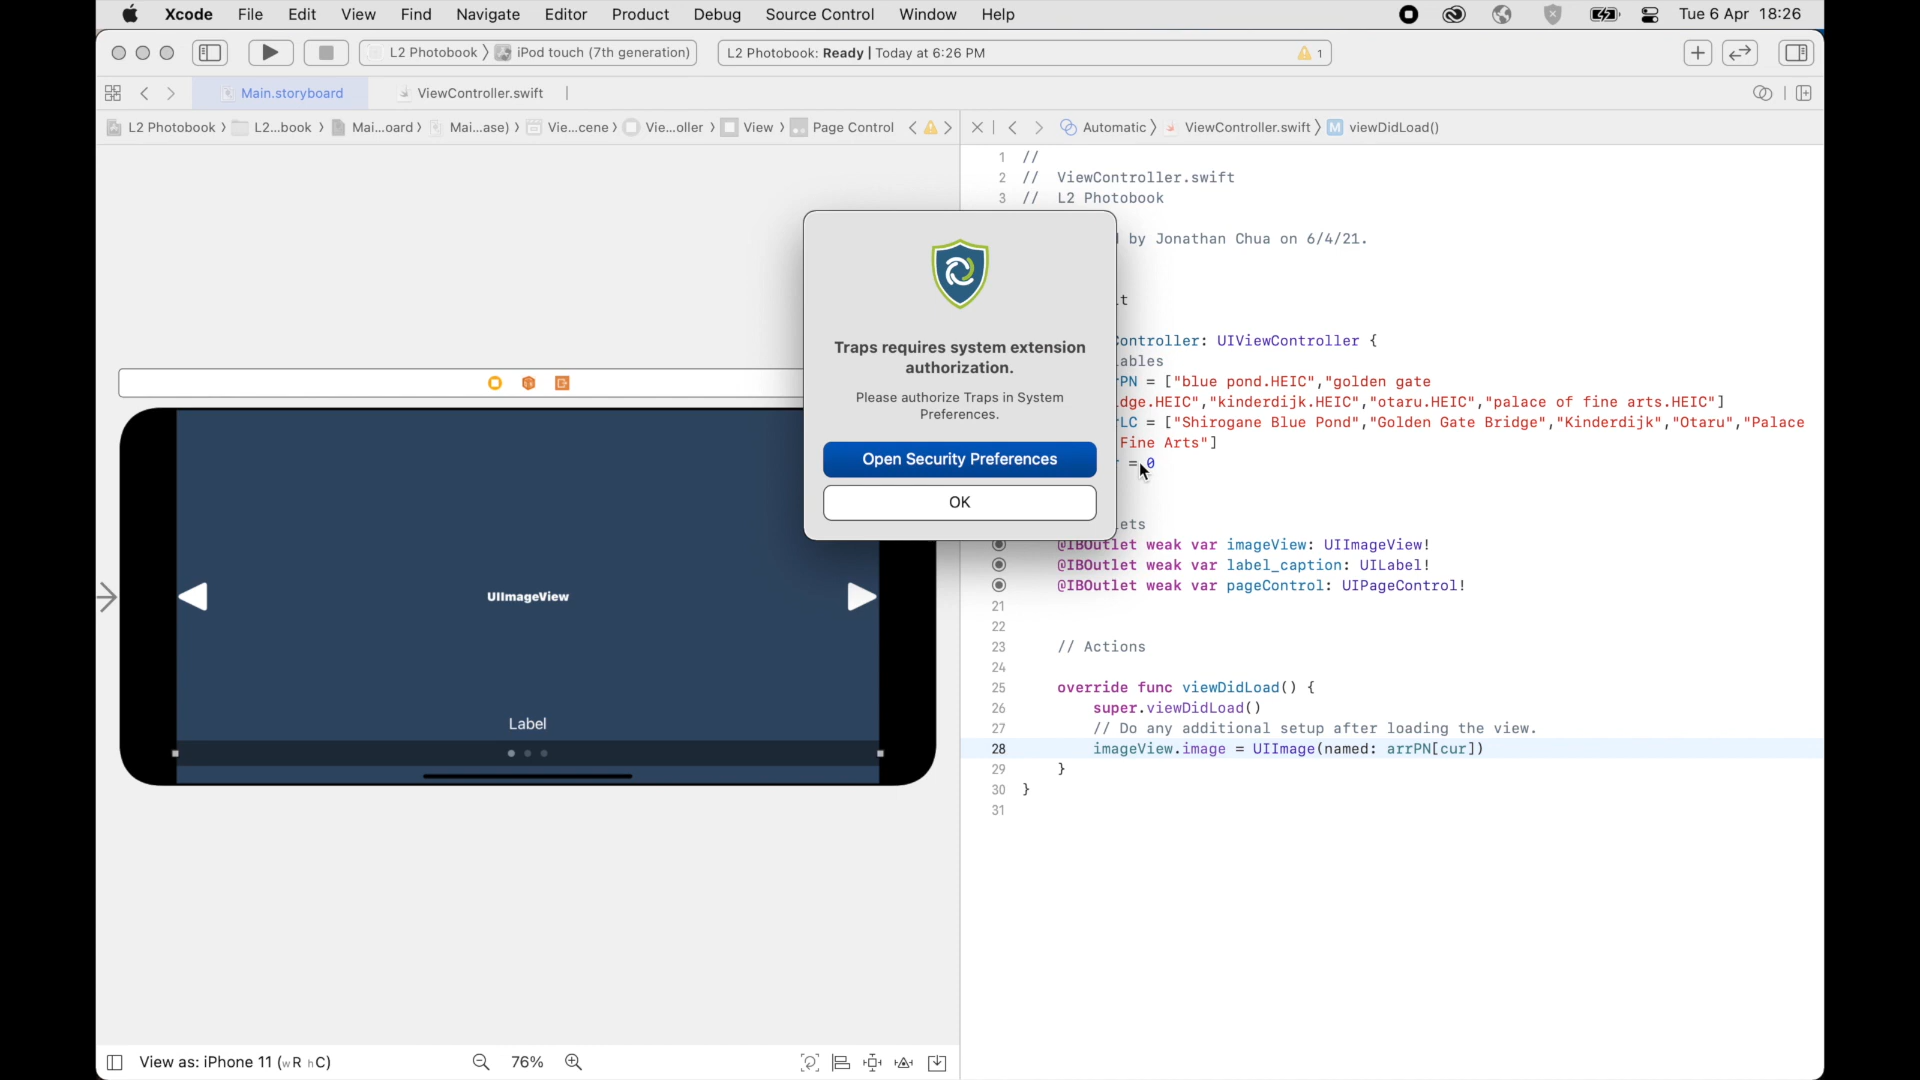 Xcode File Edit View Find Navigate Editor Product Debug Source Control Window Help Tue 6 Apr 18:26
L2 Photobook 〉 iPod touch (7th generation) L2 Photobook: Ready | Today at 6:26 PM 1
Main.storyboard ViewController.swift
L2 Photobook 〉 L2...book 〉 Mai...oard 〉 Mai...ase) 〉 Vie...cene 〉 Vie...oller 〉 View 〉 Page Control Automatic 〉 ViewController.swift 〉 M viewDidLoad()
1 //
2 // ViewController.swift
3 // L2 Photobook
by Jonathan Chua on 6/4/21.
Traps requires system extension
authorization.
Please authorize Traps in System
Preferences.
Open Security Preferences
OK
ontroller: UIViewController {
ables
PN = ["blue pond.HEIC","golden gate
dge.HEIC","kinderdijk.HEIC","otaru.HEIC","palace of fine arts.HEIC"]
LC = ["Shirogane Blue Pond","Golden Gate Bridge","Kinderdijk","Otaru","Palace
Fine Arts"]
= 0
ets
@IBOutlet weak var imageView: UIImageView!
@IBOutlet weak var label_caption: UILabel!
@IBOutlet weak var pageControl: UIPageControl!
21
22
23 // Actions
24
25 override func viewDidLoad() {
26 super.viewDidLoad()
27 // Do any additional setup after loading the view.
28 imageView.image = UIImage(named: arrPN[cur])
29 }
30 }
31
UIImageView
Label
View as: iPhone 11 (wR hC) 76%